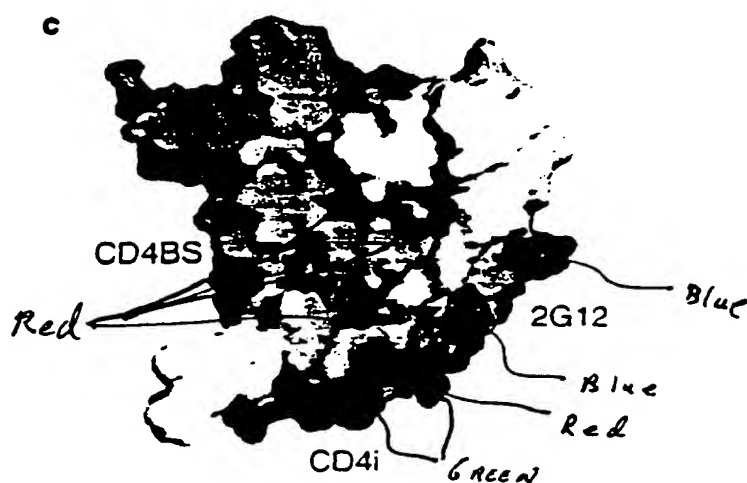 c
CD4BS
Red
Blue
2G12
Blue
Red
CD4i
GREEN